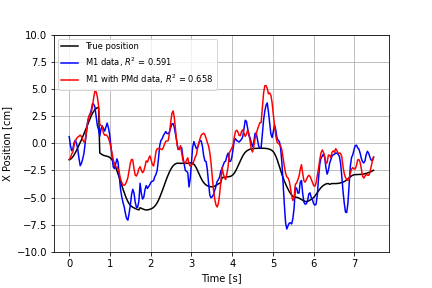 10.0
7.5
5.0
2.5
0.0
−2.5
−5.0
−7.5
−10.0
X Position [cm]
True position
M1 data, R² = 0.591
M1 with PMd data, R² = 0.658
0 1 2 3 4 5 6 7
Time [s]